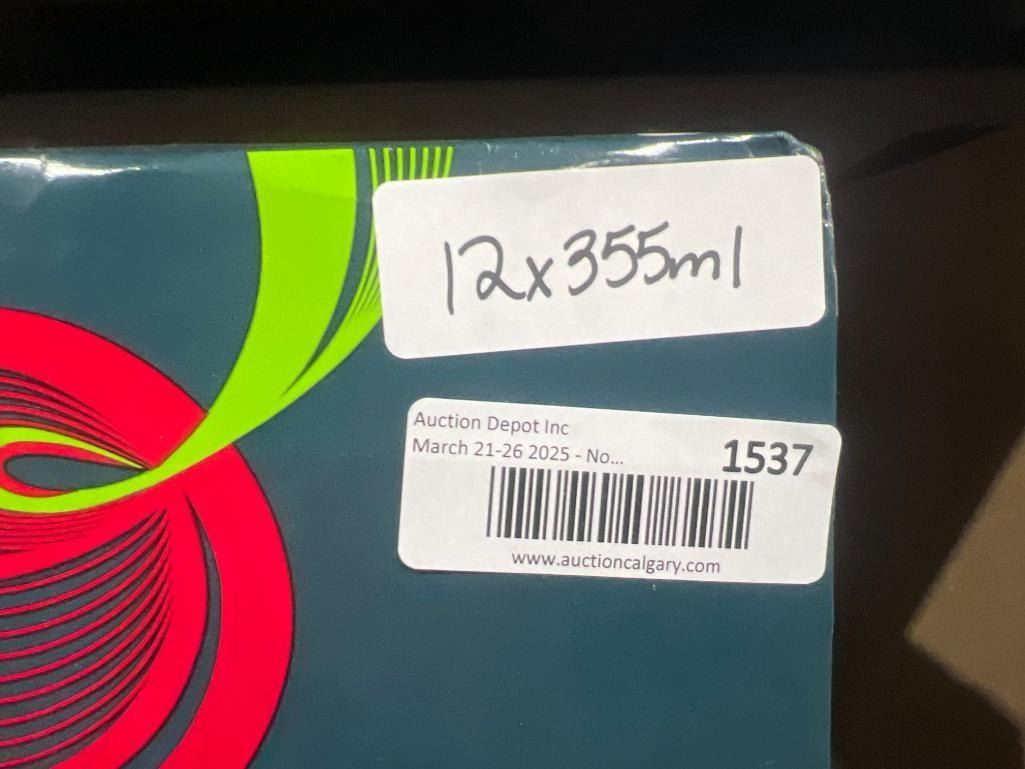 12x355ml
Auction Depot Inc
March 21-26 2025 - No...
1537
www.auctioncalgary.com